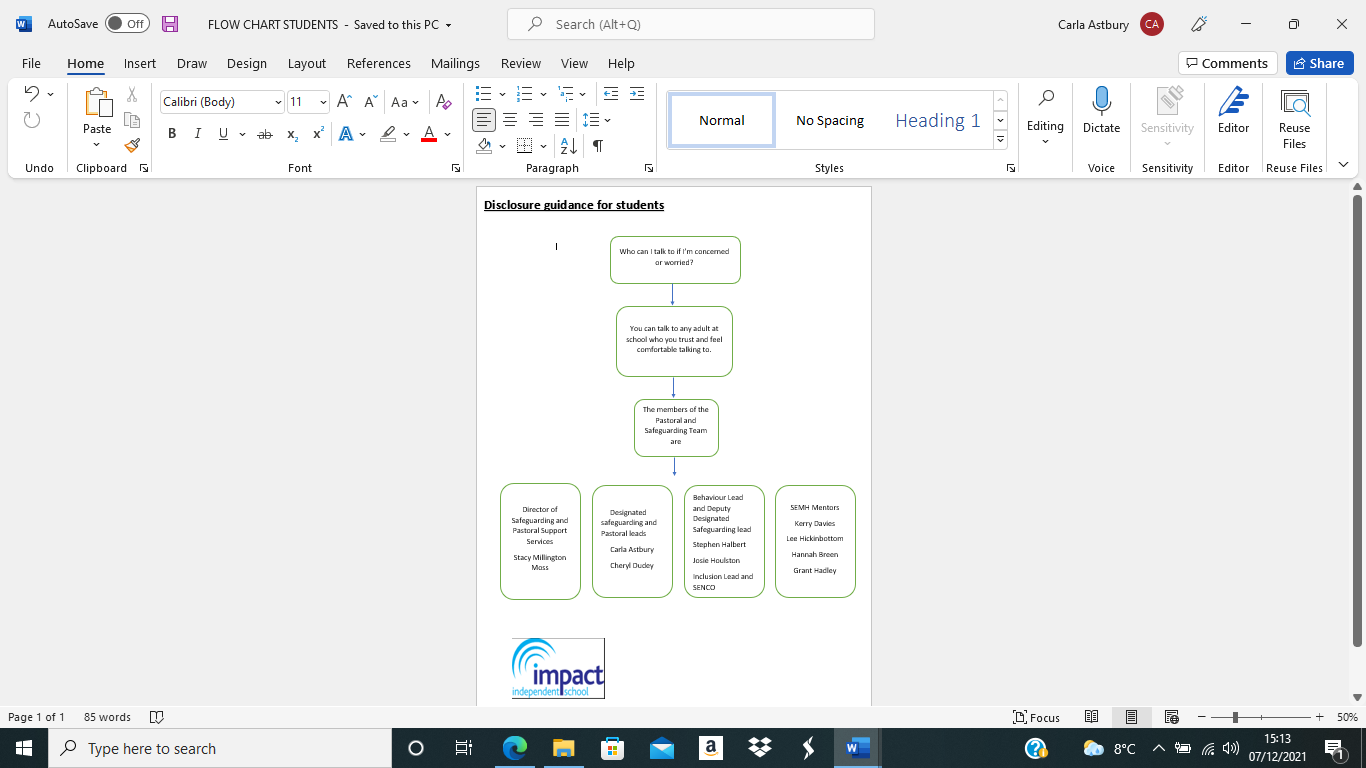 AutoSave Off FLOW CHART STUDENTS - Saved to this PC Search (Alt+Q) Carla Astbury CA
File Home Insert Draw Design Layout References Mailings Review View Help Comments Share
Calibri (Body) 11 Aa
Paste
B I U ab x2 x2 A A
Normal No Spacing Heading 1
Editing Dictate Sensitivity Editor Reuse Files
Undo Clipboard Font Paragraph Styles Voice Sensitivity Editor Reuse Files
Disclosure guidance for students
Who can I talk to if I'm concerned
or worried?
You can talk to any adult at
school who you trust and feel
comfortable talking to.
The members of the
Pastoral and
Safeguarding Team
are
Director of
Safeguarding and
Pastoral Support
Services
Stacy Millington
Moss
Designated
safeguarding and
Pastoral leads
Carla Astbury
Cheryl Dudey
Behaviour Lead
and Deputy
Designated
Safeguarding lead
Stephen Halbert
Josie Houlston
Inclusion Lead and
SENCO
SEMH Mentors
Kerry Davies
Lee Hickinbottom
Hannah Breen
Grant Hadley
impact
independent school
Page 1 of 1 85 words Focus 50%
Type here to search 8°C 15:13
07/12/2021 1